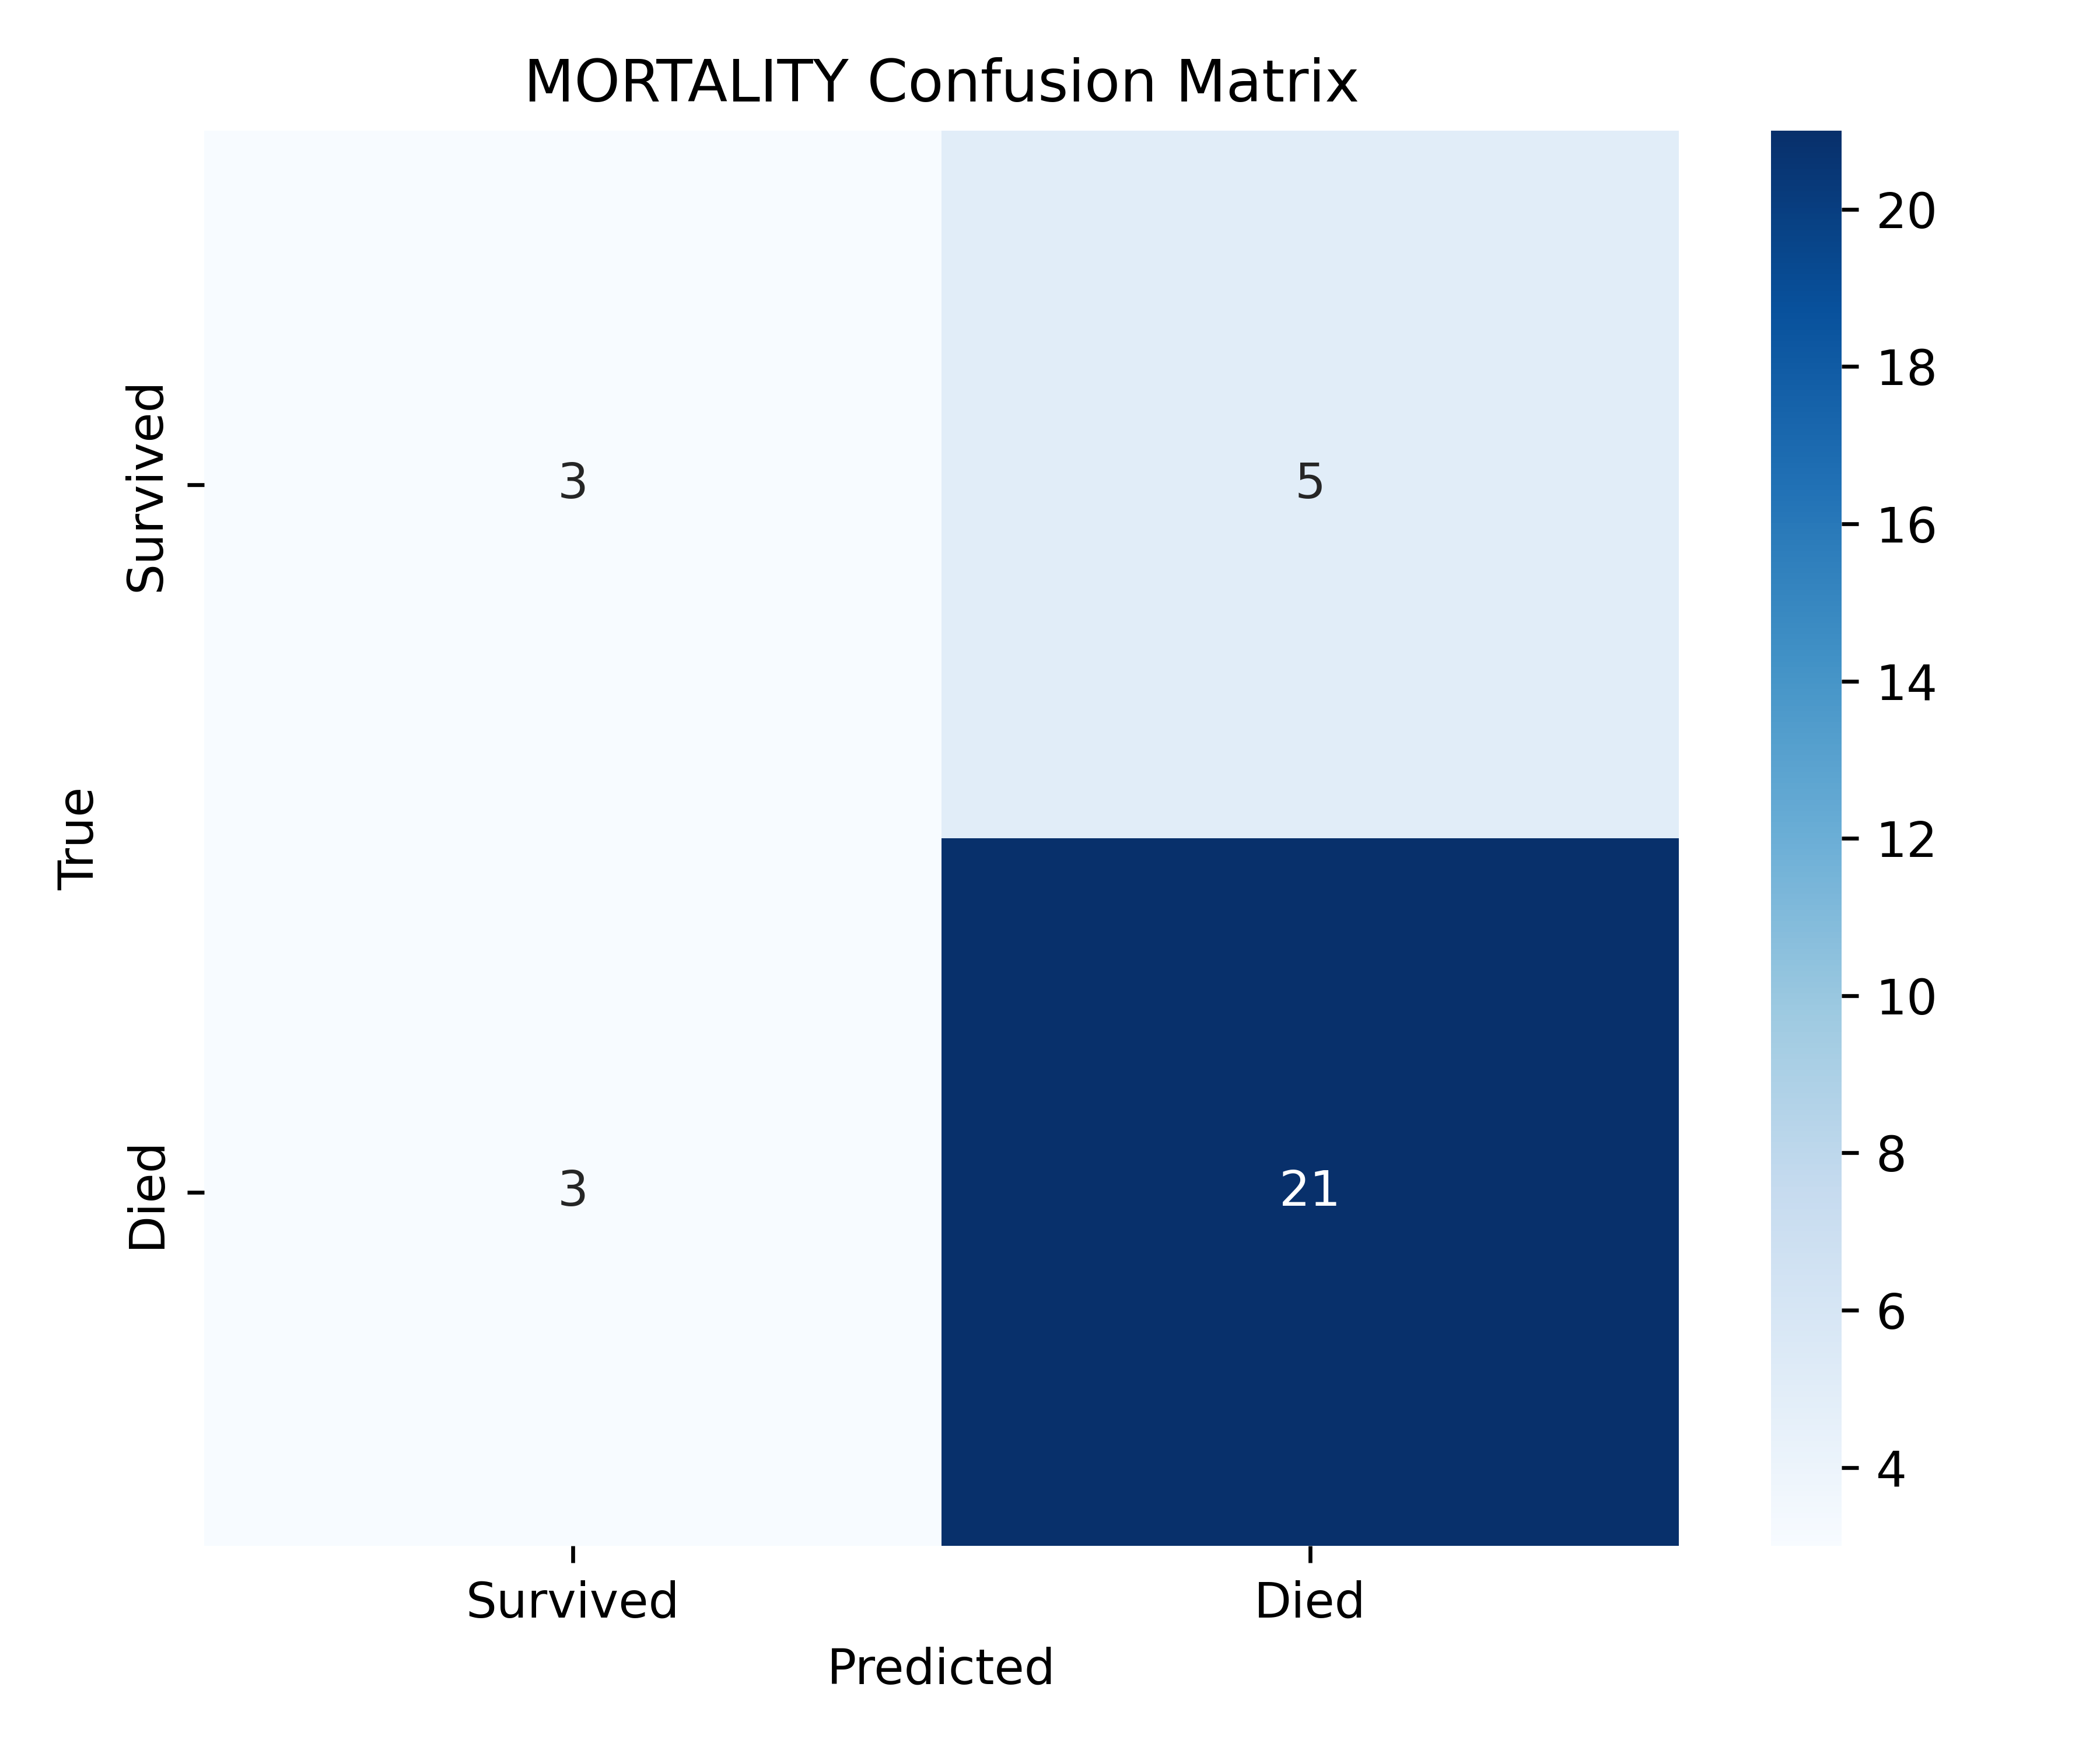 MORTALITY Confusion Matrix
True
Survived
Died
3
5
3
21
Survived
Died
Predicted
20
18
16
14
12
10
8
6
4